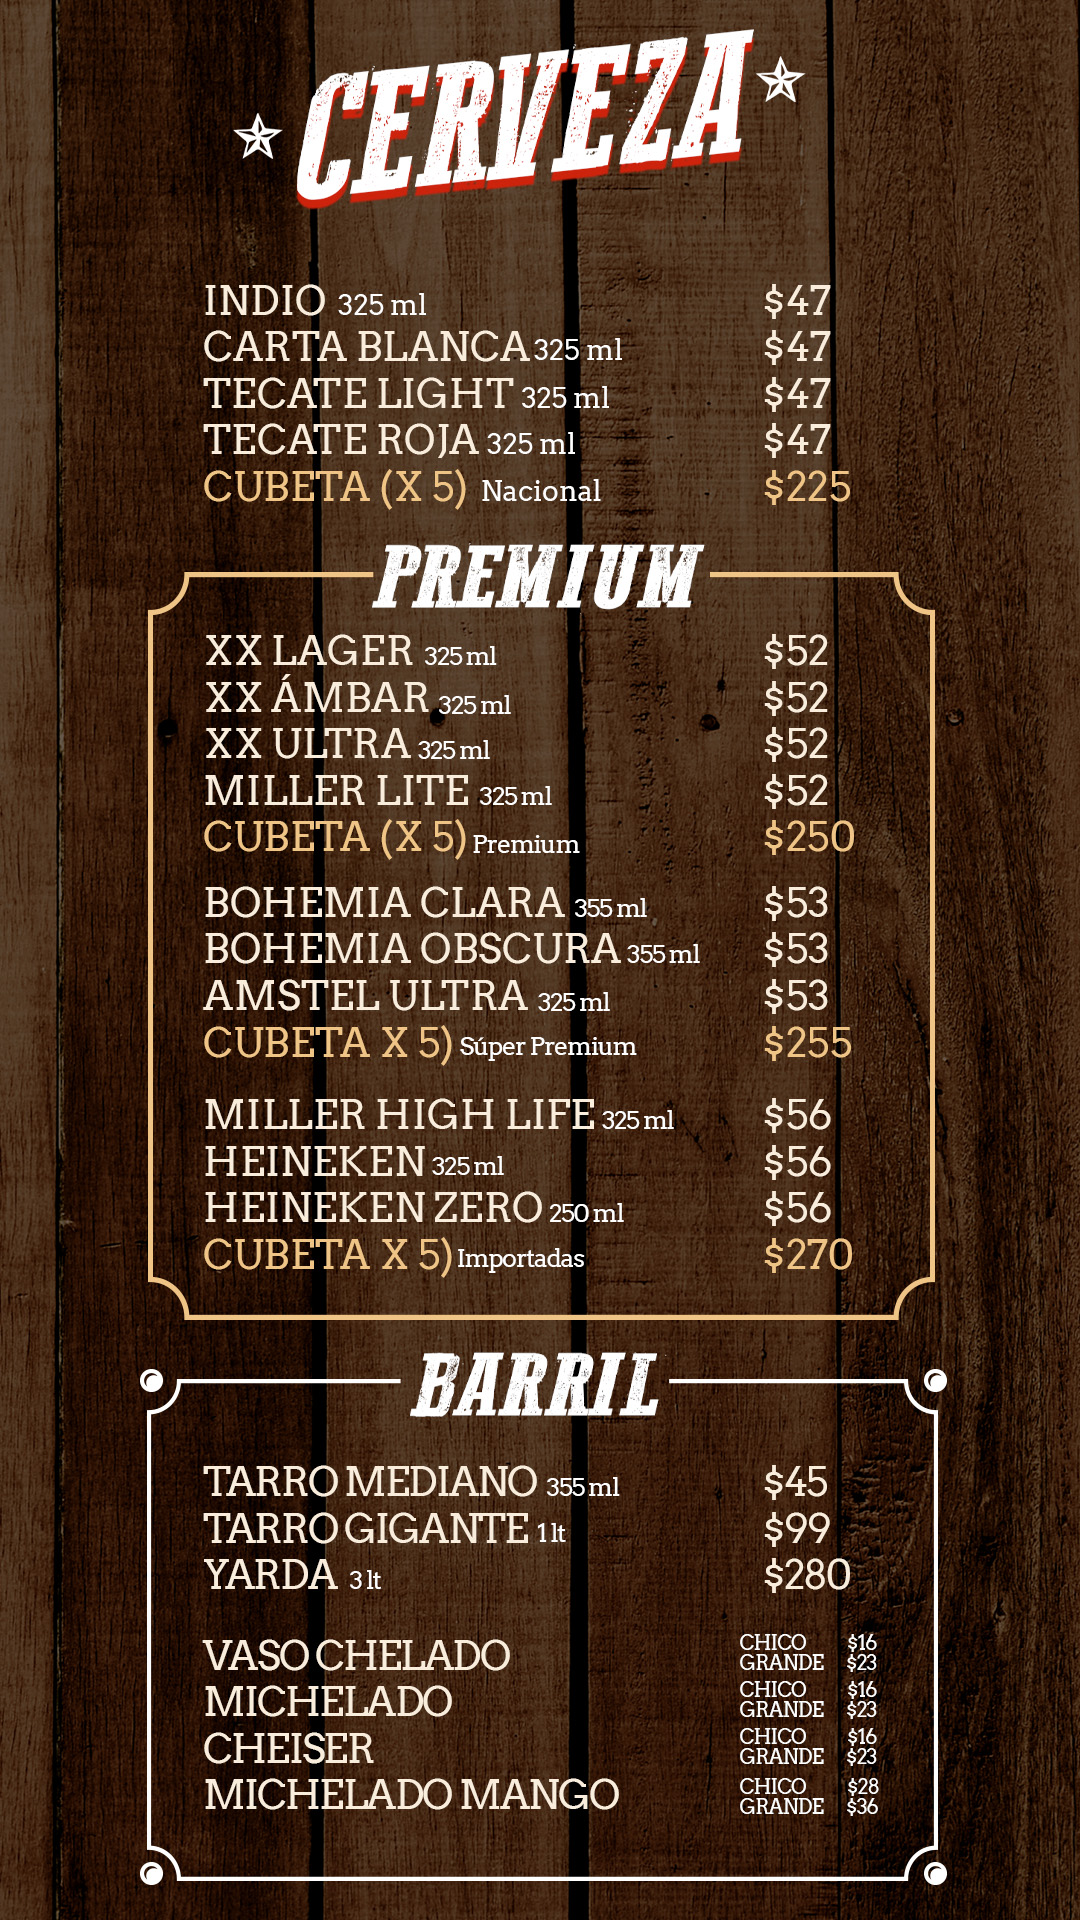 CERVEZA
INDIO 325 ml $47
CARTA BLANCA 325 ml $47
TECATE LIGHT 325 ml $47
TECATE ROJA 325 ml $47
CUBETA (X 5) Nacional $225
PREMIUM
XX LAGER 325 ml $52
XX ÁMBAR 325 ml $52
XX ULTRA 325 ml $52
MILLER LITE 325 ml $52
CUBETA (X 5) Premium $250
BOHEMIA CLARA 355 ml $53
BOHEMIA OBSCURA 355 ml $53
AMSTEL ULTRA 325 ml $53
CUBETA X 5) Súper Premium $255
MILLER HIGH LIFE 325 ml $56
HEINEKEN 325 ml $56
HEINEKEN ZERO 250 ml $56
CUBETA X 5) Importadas $270
BARRIL
TARRO MEDIANO 355 ml $45
TARRO GIGANTE 1 lt $99
YARDA 3 lt $280
VASO CHELADO CHICO $16
GRANDE $23
MICHELADO CHICO $16
GRANDE $23
CHEISER CHICO $16
GRANDE $23
MICHELADO MANGO CHICO $28
GRANDE $36